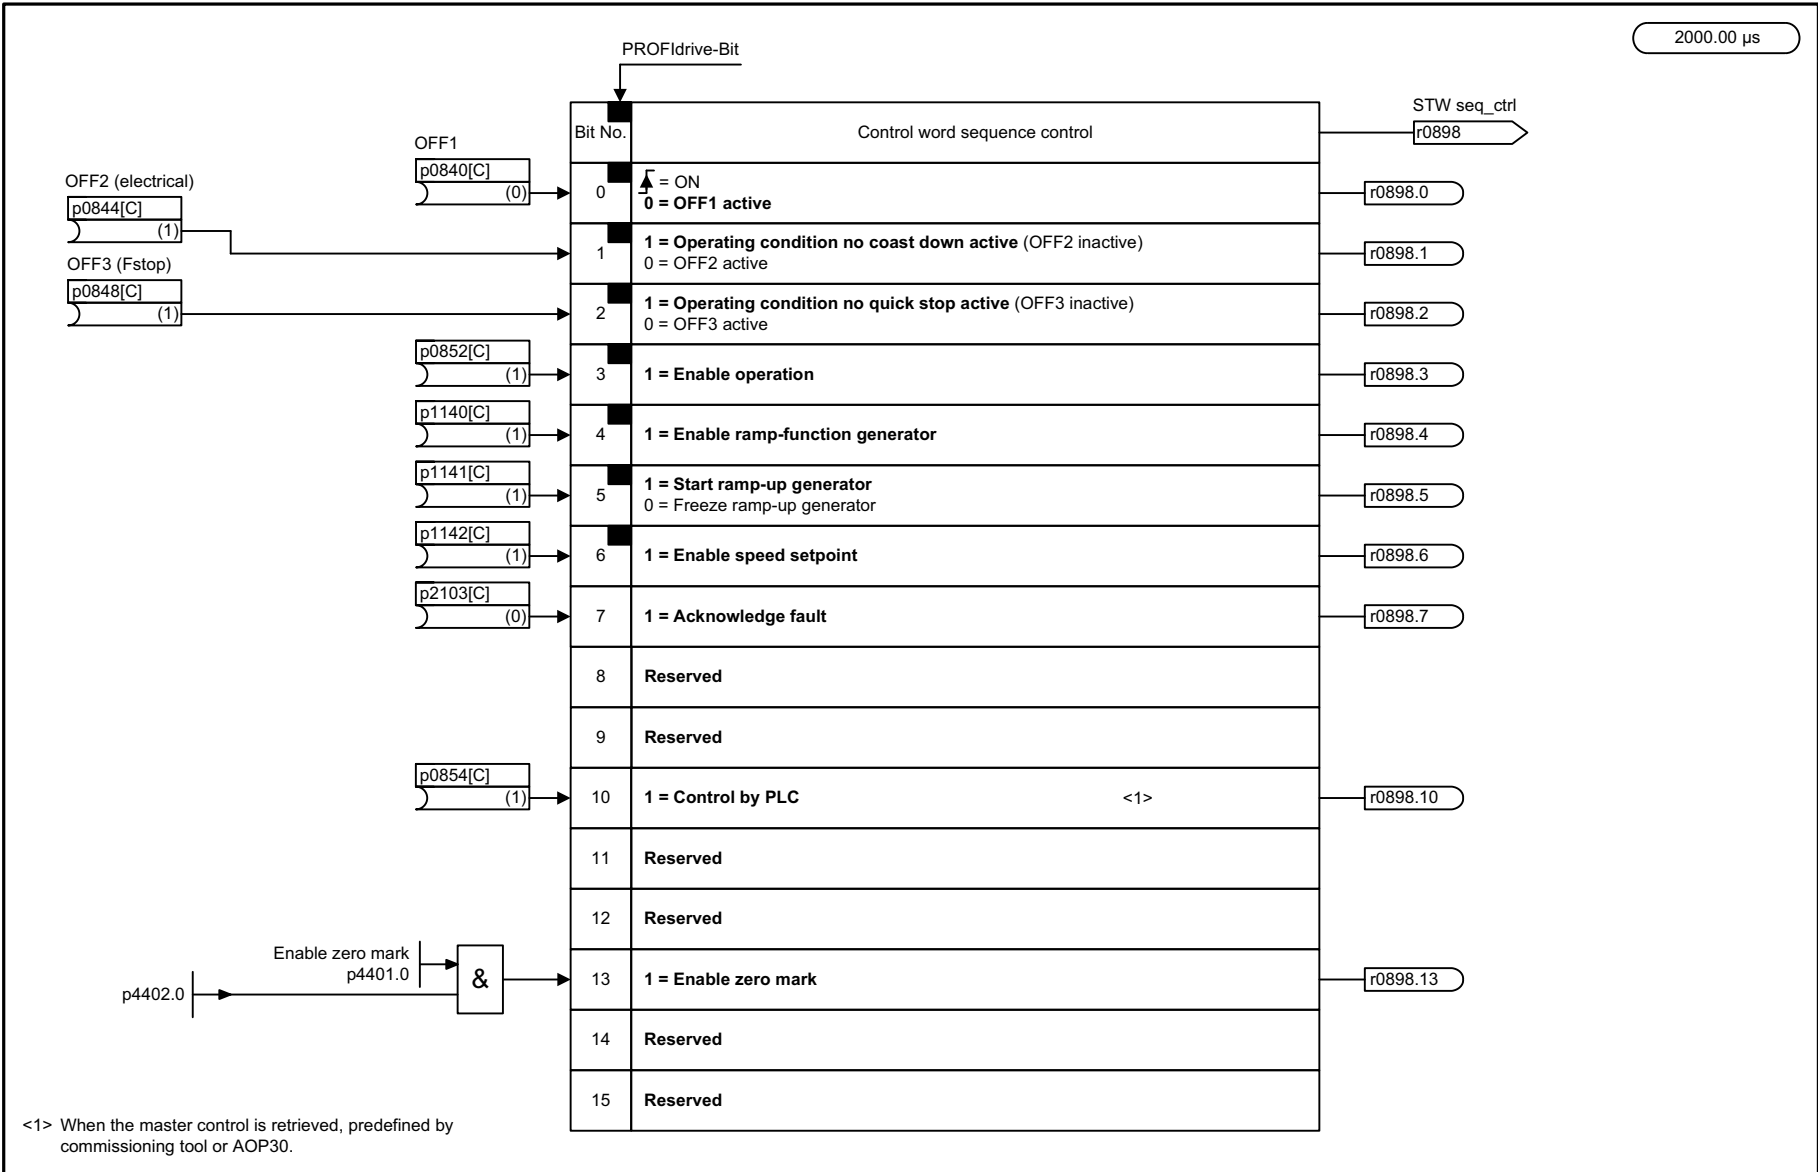 2000.00 µs
PROFIdrive-Bit
STW seq_ctrl
Bit No.
Control word sequence control
r0898
OFF1
p0840[C]
(0)
0
= ON
0 = OFF1 active
r0898.0
OFF2 (electrical)
p0844[C]
(1)
1
1 = Operating condition no coast down active (OFF2 inactive)
0 = OFF2 active
r0898.1
OFF3 (Fstop)
p0848[C]
(1)
2
1 = Operating condition no quick stop active (OFF3 inactive)
0 = OFF3 active
r0898.2
p0852[C]
(1)
3
1 = Enable operation
r0898.3
p1140[C]
(1)
4
1 = Enable ramp-function generator
r0898.4
p1141[C]
(1)
5
1 = Start ramp-up generator
0 = Freeze ramp-up generator
r0898.5
p1142[C]
(1)
6
1 = Enable speed setpoint
r0898.6
p2103[C]
(0)
7
1 = Acknowledge fault
r0898.7
8
Reserved
9
Reserved
p0854[C]
(1)
10
1 = Control by PLC
<1>
r0898.10
11
Reserved
12
Reserved
Enable zero mark
p4401.0
p4402.0
&
13
1 = Enable zero mark
r0898.13
14
Reserved
15
Reserved
<1> When the master control is retrieved, predefined by
commissioning tool or AOP30.